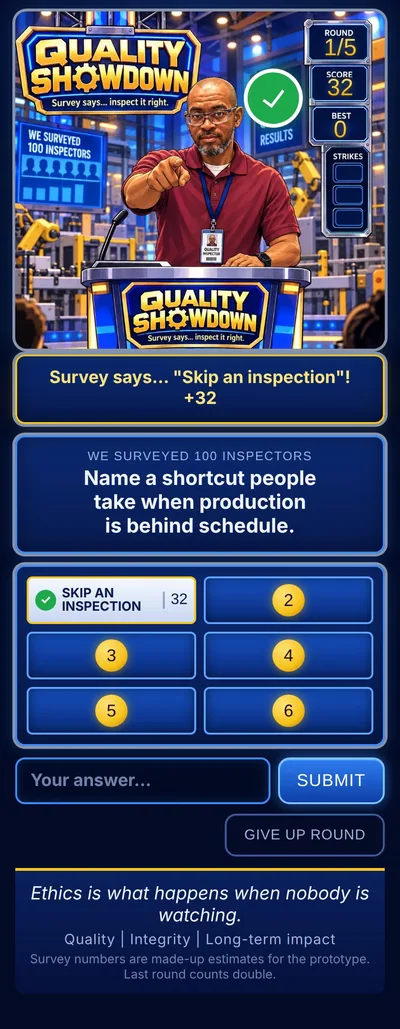 QUALITY
SHOWDOWN
Survey says... inspect it right.
WE SURVEYED
100 INSPECTORS
RESULTS
ROUND
1/5
SCORE
32
BEST
0
STRIKES
QUALITY
INSPECTOR
QUALITY
SHOWDOWN
Survey says... inspect it right.
Survey says... "Skip an inspection"!
+32
WE SURVEYED 100 INSPECTORS
Name a shortcut people
take when production
is behind schedule.
SKIP AN
INSPECTION
32
2
3
4
5
6
Your answer...
SUBMIT
GIVE UP ROUND
Ethics is what happens when nobody is
watching.
Quality | Integrity | Long-term impact
Survey numbers are made-up estimates for the prototype.
Last round counts double.